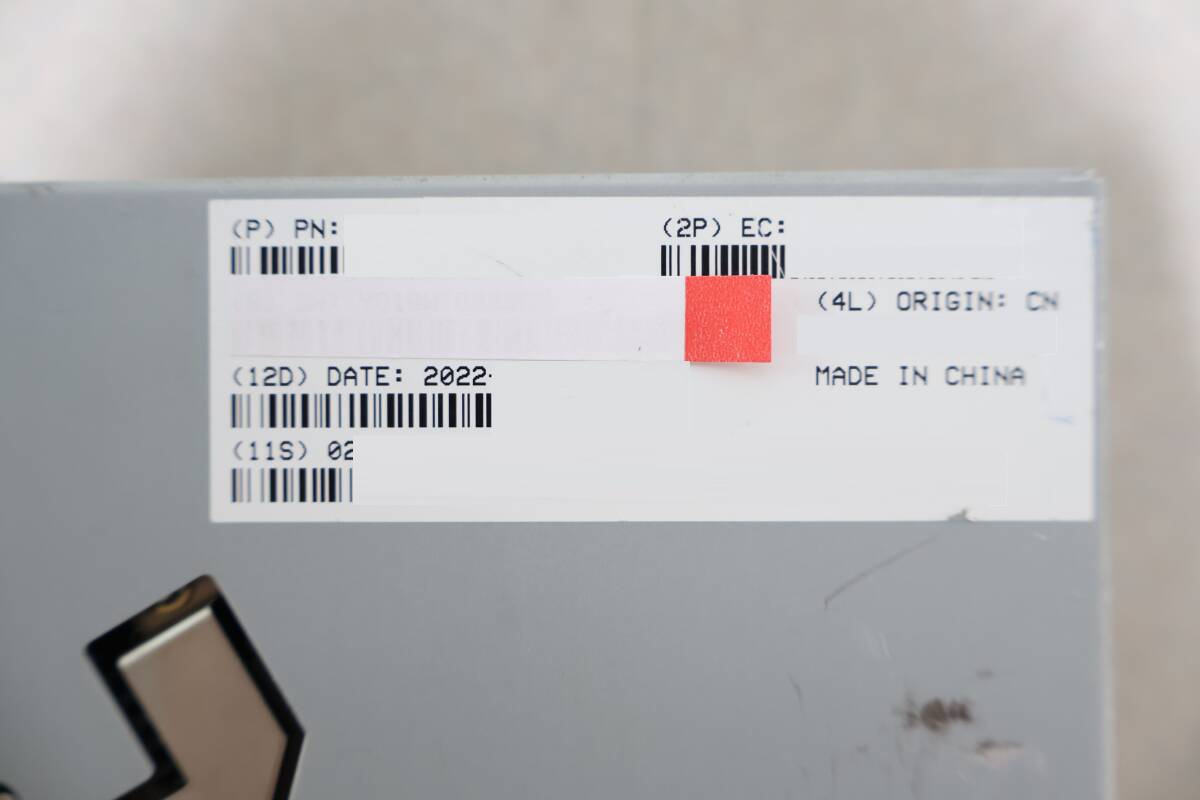 (P) PN:
(2P) EC:
(4L) ORIGIN: CN
(12D) DATE: 2022
MADE IN CHINA
(11S) 02